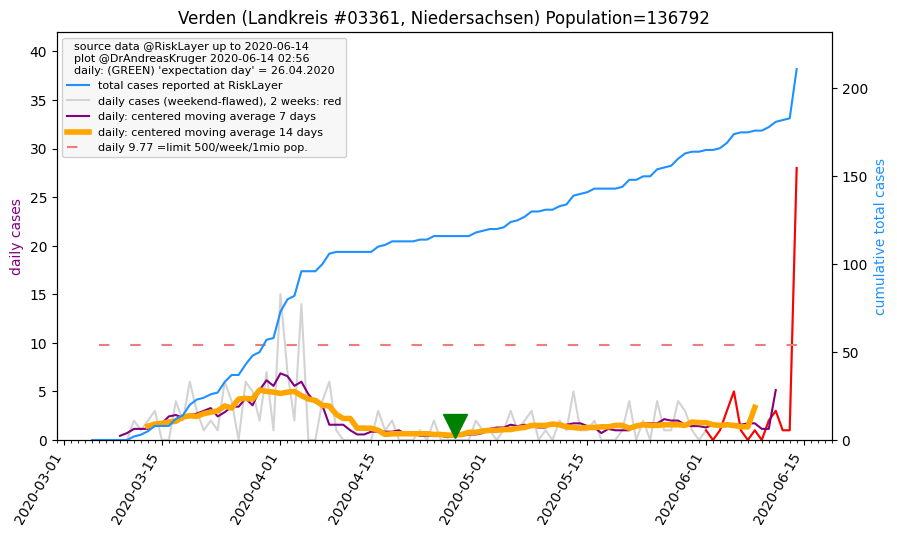 Verden (Landkreis #03361, Niedersachsen) Population=136792
source data @RiskLayer up to 2020-06-14
plot @DrAndreasKruger 2020-06-14 02:56
daily: (GREEN) 'expectation day' = 26.04.2020
total cases reported at RiskLayer
daily cases (weekend-flawed), 2 weeks: red
daily: centered moving average 7 days
daily: centered moving average 14 days
daily 9.77 =limit 500/week/1mio pop.
daily cases
40
35
30
25
20
15
10
5
0
cumulative total cases
200
150
100
50
0
2020-03-01
2020-03-15
2020-04-01
2020-04-15
2020-05-01
2020-05-15
2020-06-01
2020-06-15